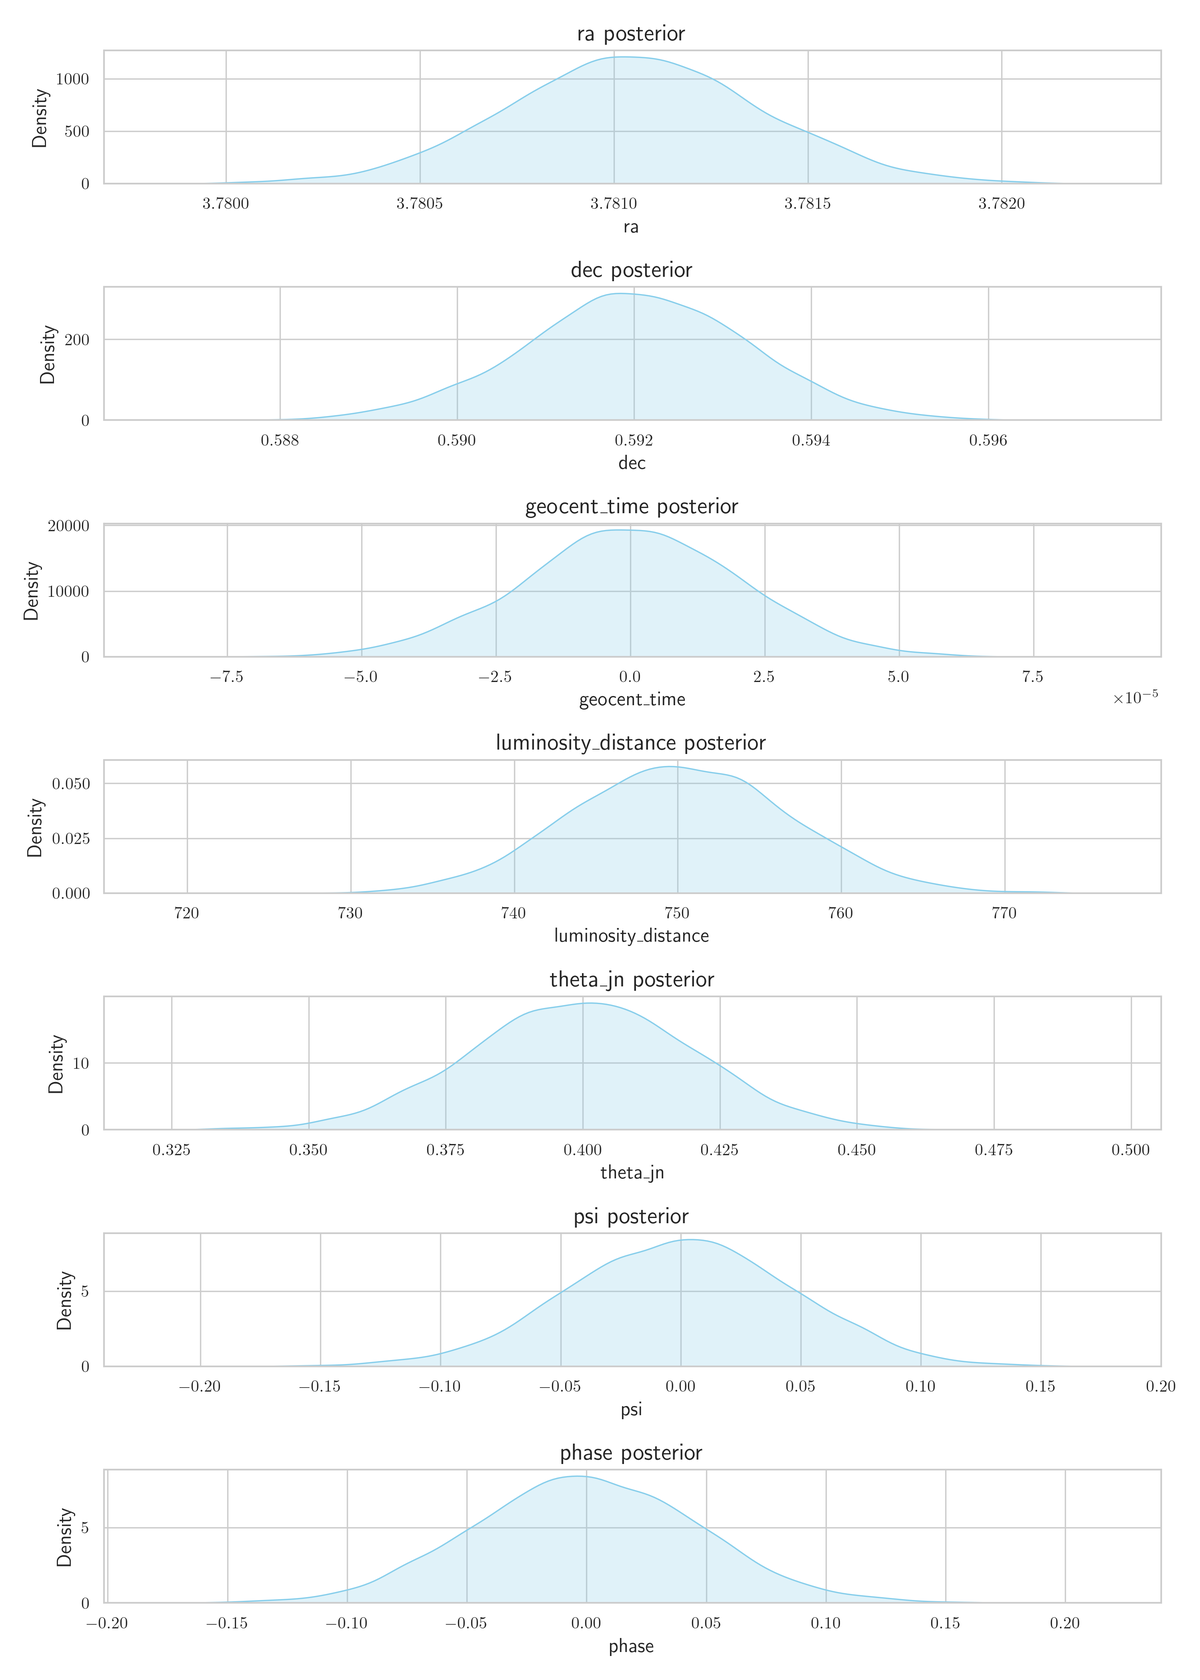 ra posterior
1000
500
0
Density
3.7800 3.7805 3.7810 3.7815 3.7820
ra
dec posterior
200
0
Density
0.588 0.590 0.592 0.594 0.596
dec
geocent_time posterior
20000
10000
0
Density
−7.5 −5.0 −2.5 0.0 2.5 5.0 7.5
×10−5
geocent_time
luminosity_distance posterior
0.050
0.025
0.000
Density
720 730 740 750 760 770
luminosity_distance
theta_jn posterior
10
0
Density
0.325 0.350 0.375 0.400 0.425 0.450 0.475 0.500
theta_jn
psi posterior
5
0
Density
−0.20 −0.15 −0.10 −0.05 0.00 0.05 0.10 0.15 0.20
psi
phase posterior
5
0
Density
−0.20 −0.15 −0.10 −0.05 0.00 0.05 0.10 0.15 0.20
phase